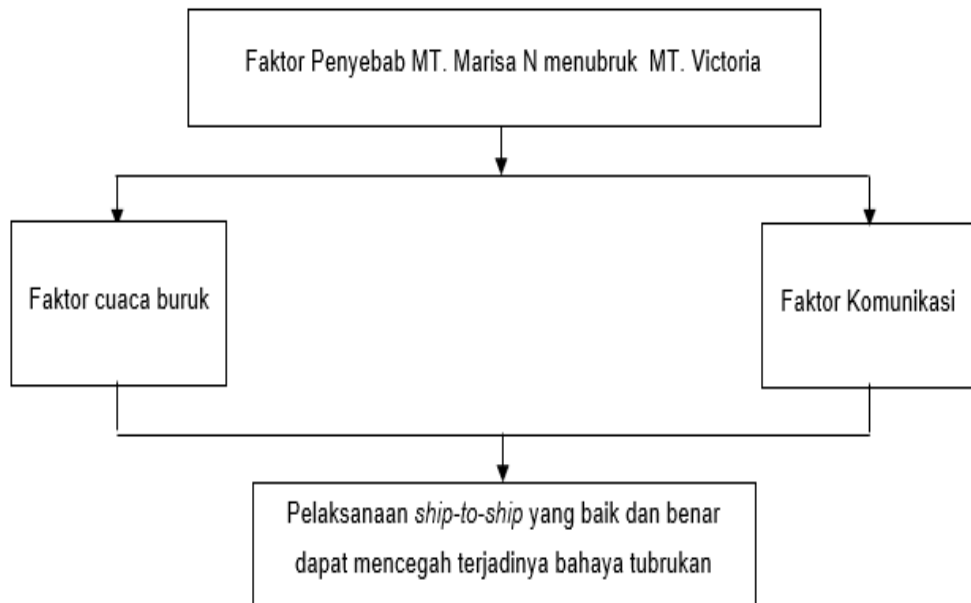 Faktor Penyebab MT. Marisa N menubruk MT. Victoria
Faktor cuaca buruk
Faktor Komunikasi
Pelaksanaan ship-to-ship yang baik dan benar
dapat mencegah terjadinya bahaya tubrukan